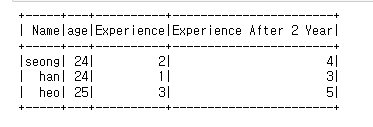 +-----+---+----------+-----------------------+
| Name|age|Experience|Experience After 2 Year|
+-----+---+----------+-----------------------+
|seong| 24|         2|                      4|
|  han| 24|         1|                      3|
|  heo| 25|         3|                      5|
+-----+---+----------+-----------------------+